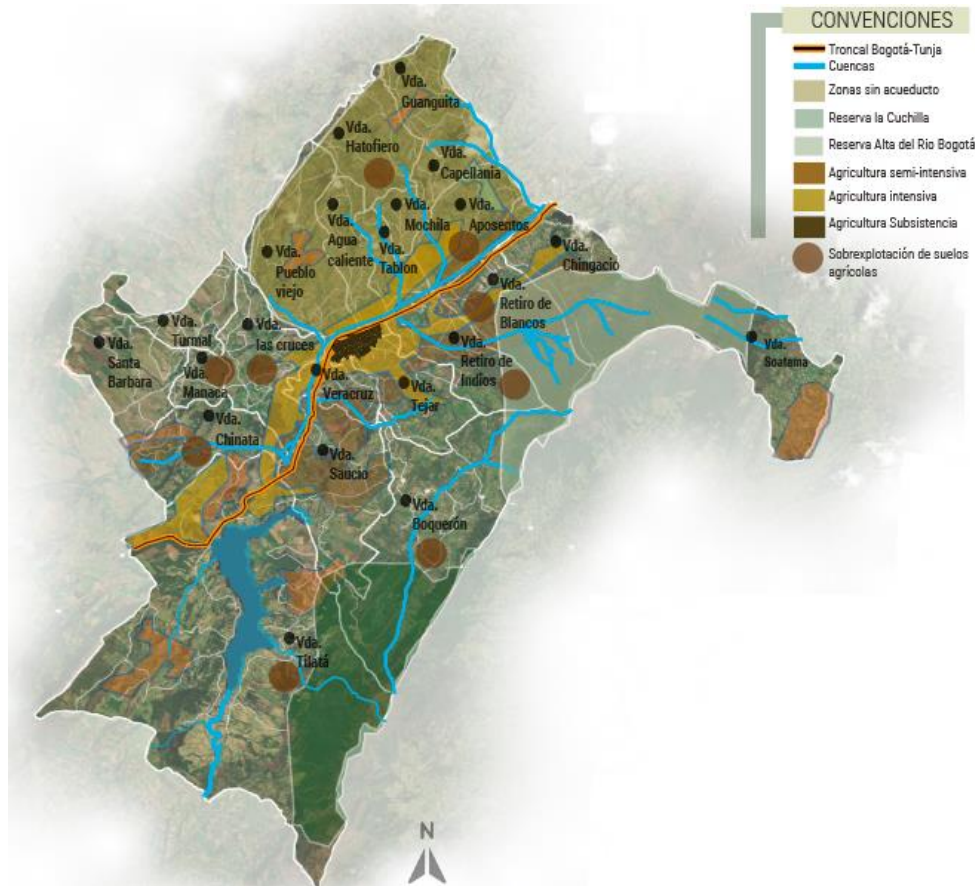 CONVENCIONES
Troncal Bogotá-Tunja
Cuencas
Zonas sin acueducto
Reserva la Cuchilla
Reserva Alta del Rio Bogotá
Agricultura semi-intensiva
Agricultura intensiva
Agricultura Subsistencia
Sobrexplotación de suelos
agrícolas
Vda.
Guanguita
Vda.
Hatofiero
Vda.
Capellania
Vda.
Agua
caliente
Vda.
Mochila
Vda.
Aposentos
Vda.
Tablon
Vda.
Pueblo
viejo
Vda.
Chingacio
Vda.
Retiro de
Blancos
Vda.
Turmal
Vda.
las cruces
Vda.
Santa
Barbara
Vda.
Manaca
Vda.
Veracruz
Vda.
Retiro de
Indios
Vda.
Soatama
Vda.
Tejar
Vda.
Chinata
Vda.
Saucio
Vda.
Boquerón
Vda.
Tilatá
N